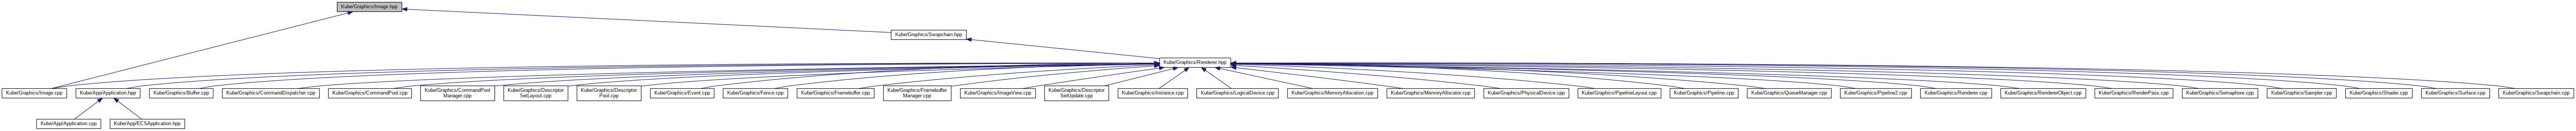 Kube/Graphics/Image.hpp
Kube/Graphics/Swapchain.hpp
Kube/Graphics/Renderer.hpp
Kube/Graphics/Image.cpp
Kube/App/Application.hpp
Kube/Graphics/Buffer.cpp
Kube/Graphics/CommandDispatcher.cpp
Kube/Graphics/CommandPool.cpp
Kube/Graphics/CommandPool
Manager.cpp
Kube/Graphics/Descriptor
SetLayout.cpp
Kube/Graphics/Descriptor
Pool.cpp
Kube/Graphics/Event.cpp
Kube/Graphics/Fence.cpp
Kube/Graphics/Framebuffer.cpp
Kube/Graphics/Framebuffer
Manager.cpp
Kube/Graphics/ImageView.cpp
Kube/Graphics/Descriptor
SetUpdate.cpp
Kube/Graphics/Instance.cpp
Kube/Graphics/LogicalDevice.cpp
Kube/Graphics/MemoryAllocation.cpp
Kube/Graphics/MemoryAllocator.cpp
Kube/Graphics/PhysicalDevice.cpp
Kube/Graphics/PipelineLayout.cpp
Kube/Graphics/Pipeline.cpp
Kube/Graphics/QueueManager.cpp
Kube/Graphics/Pipeline2.cpp
Kube/Graphics/Renderer.cpp
Kube/Graphics/RendererObject.cpp
Kube/Graphics/RenderPass.cpp
Kube/Graphics/Semaphore.cpp
Kube/Graphics/Sampler.cpp
Kube/Graphics/Shader.cpp
Kube/Graphics/Surface.cpp
Kube/Graphics/Swapchain.cpp
Kube/App/Application.cpp
Kube/App/ECSApplication.hpp